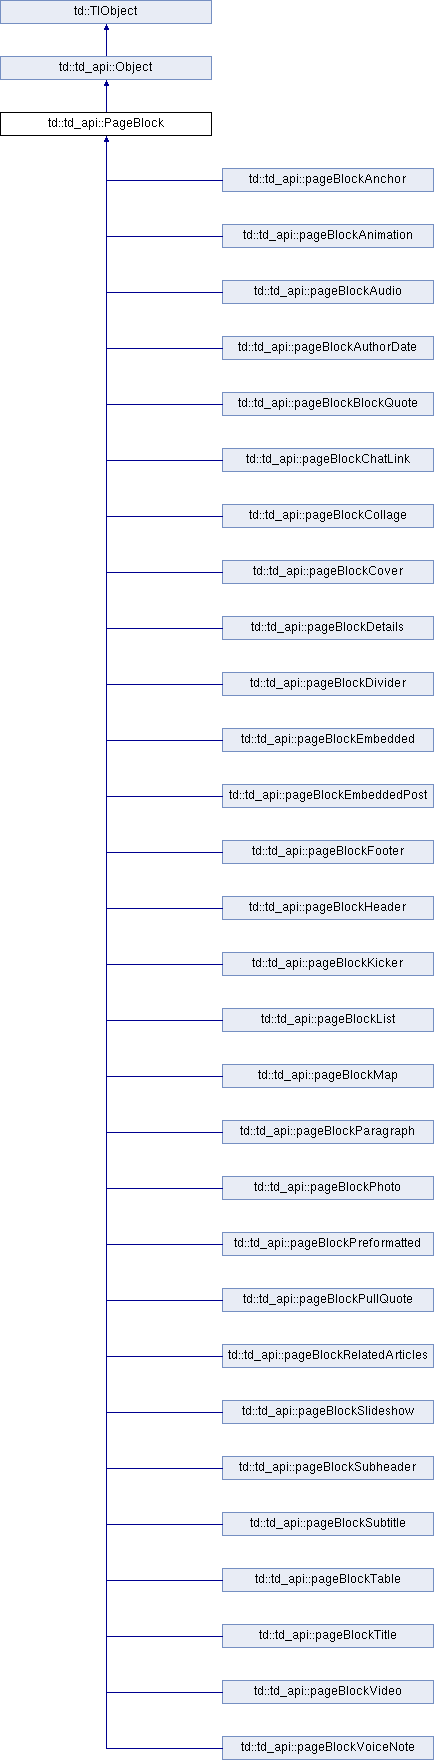 td::TlObject
td::td_api::Object
td::td_api::PageBlock
td::td_api::pageBlockAnchor
td::td_api::pageBlockAnimation
td::td_api::pageBlockAudio
td::td_api::pageBlockAuthorDate
td::td_api::pageBlockBlockQuote
td::td_api::pageBlockChatLink
td::td_api::pageBlockCollage
td::td_api::pageBlockCover
td::td_api::pageBlockDetails
td::td_api::pageBlockDivider
td::td_api::pageBlockEmbedded
td::td_api::pageBlockEmbeddedPost
td::td_api::pageBlockFooter
td::td_api::pageBlockHeader
td::td_api::pageBlockKicker
td::td_api::pageBlockList
td::td_api::pageBlockMap
td::td_api::pageBlockParagraph
td::td_api::pageBlockPhoto
td::td_api::pageBlockPreformatted
td::td_api::pageBlockPullQuote
td::td_api::pageBlockRelatedArticles
td::td_api::pageBlockSlideshow
td::td_api::pageBlockSubheader
td::td_api::pageBlockSubtitle
td::td_api::pageBlockTable
td::td_api::pageBlockTitle
td::td_api::pageBlockVideo
td::td_api::pageBlockVoiceNote